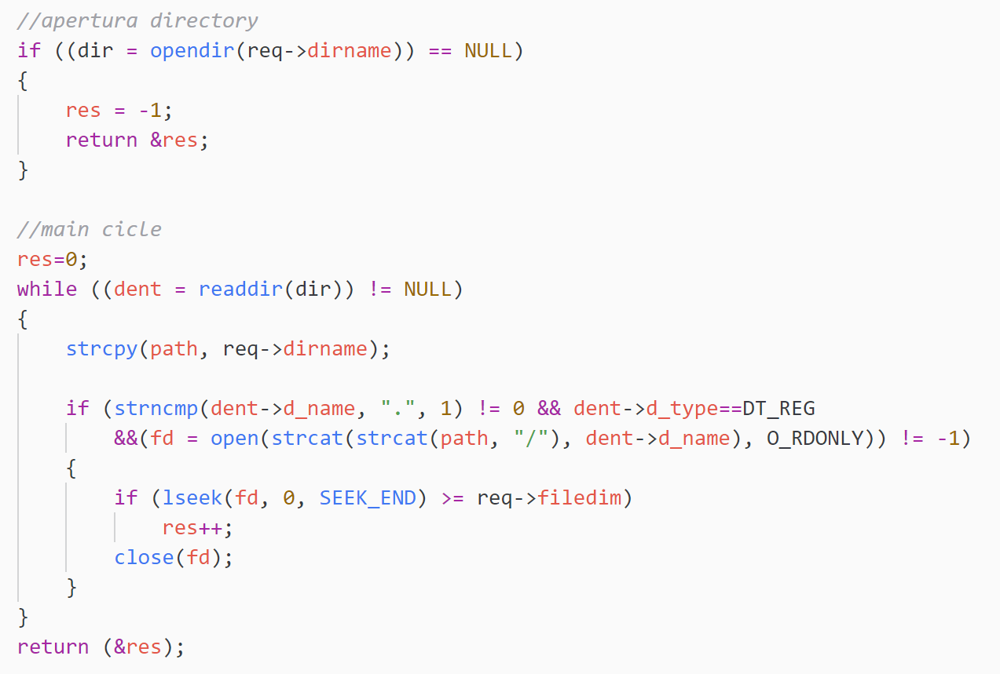 //apertura directory
if ((dir = opendir(req->dirname)) == NULL)
{
    res = -1;
    return &res;
}

//main cicle
res=0;
while ((dent = readdir(dir)) != NULL)
{
    strcpy(path, req->dirname);

    if (strncmp(dent->d_name, ".", 1) != 0 && dent->d_type==DT_REG
        &&(fd = open(strcat(strcat(path, "/"), dent->d_name), O_RDONLY)) != -1)
    {
        if (lseek(fd, 0, SEEK_END) >= req->filedim)
            res++;
        close(fd);
    }
}
return (&res);